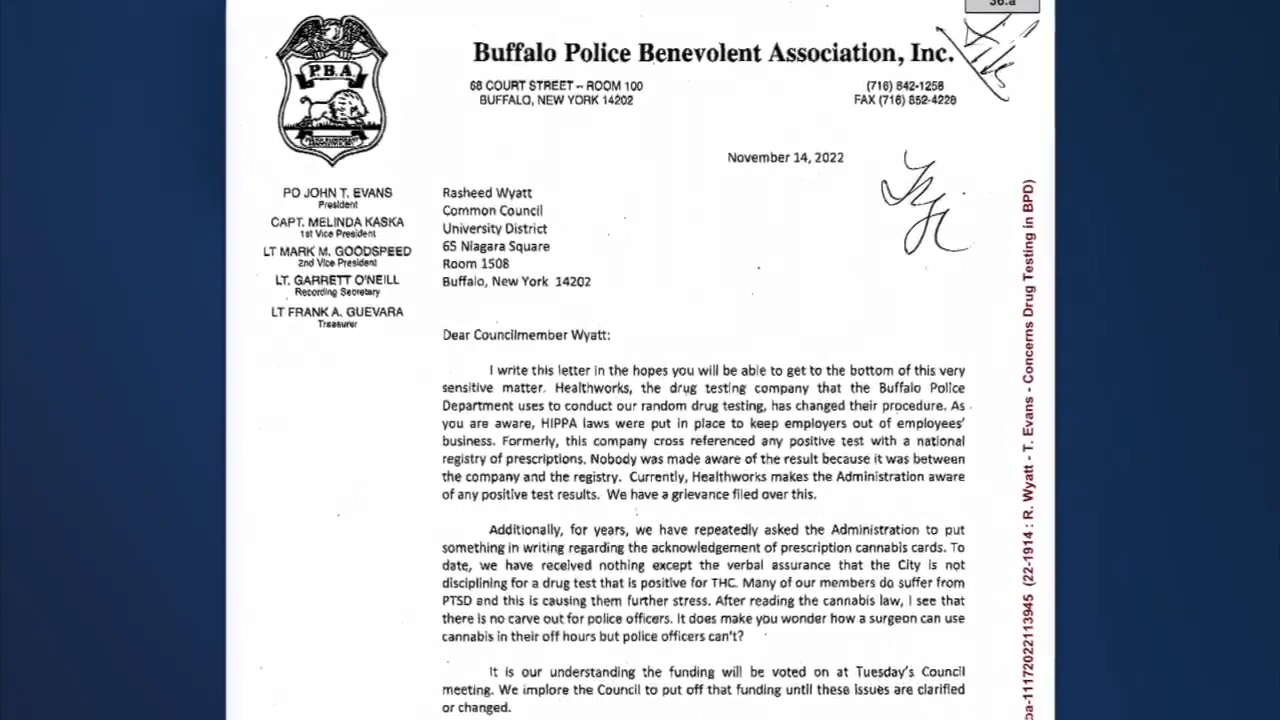 36.a
Buffalo Police Benevolent Association, Inc.
68 COURT STREET -- ROOM 100
BUFFALO, NEW YORK 14202
(716) 842-1258
FAX (716) 852-4228
P.B.A.
November 14, 2022
PO JOHN T. EVANS
President
CAPT. MELINDA KASKA
1st Vice President
LT MARK M. GOODSPEED
2nd Vice President
LT. GARRETT O'NEILL
Recording Secretary
LT FRANK A. GUEVARA
Treasurer
Rasheed Wyatt
Common Council
University District
65 Niagara Square
Room 1508
Buffalo, New York 14202
Dear Councilmember Wyatt:
I write this letter in the hopes you will be able to get to the bottom of this very
sensitive matter. Healthworks, the drug testing company that the Buffalo Police
Department uses to conduct our random drug testing, has changed their procedure. As
you are aware, HIPPA laws were put in place to keep employers out of employees'
business. Formerly, this company cross referenced any positive test with a national
registry of prescriptions. Nobody was made aware of the result because it was between
the company and the registry. Currently, Healthworks makes the Administration aware
of any positive test results. We have a grievance filed over this.
Additionally, for years, we have repeatedly asked the Administration to put
something in writing regarding the acknowledgement of prescription cannabis cards. To
date, we have received nothing except the verbal assurance that the City is not
disciplining for a drug test that is positive for THC. Many of our members do suffer from
PTSD and this is causing them further stress. After reading the cannabis law, I see that
there is no carve out for police officers. It does make you wonder how a surgeon can use
cannabis in their off hours but police officers can't?
It is our understanding the funding will be voted on at Tuesday's Council
meeting. We implore the Council to put off that funding until these issues are clarified
or changed.
ba-11172022113945 (22-1914 : R. Wyatt - T. Evans - Concerns Drug Testing in BPD)